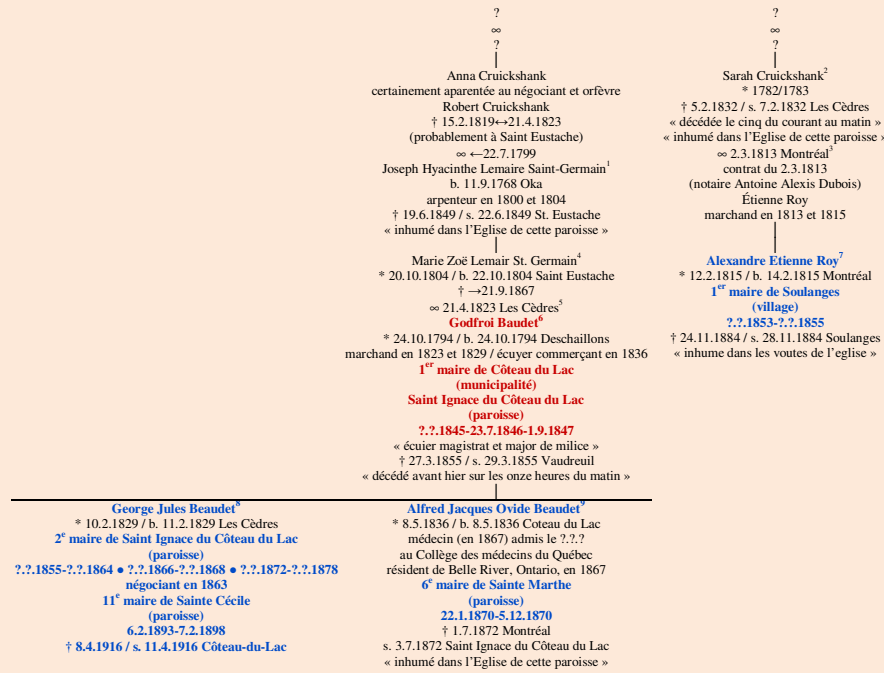 ?
∞
?
Anna Cruickshank
certainement aparentée au négociant et orfèvre
Robert Cruickshank
† 15.2.1819↔21.4.1823
(probablement à Saint Eustache)
∞ ←22.7.1799
Joseph Hyacinthe Lemaire Saint-Germain¹
b. 11.9.1768 Oka
arpenteur en 1800 et 1804
† 19.6.1849 / s. 22.6.1849 St. Eustache
« inhumé dans l’Eglise de cette paroisse »
Marie Zoë Lemair St. Germain⁴
* 20.10.1804 / b. 22.10.1804 Saint Eustache
† →21.9.1867
∞ 21.4.1823 Les Cèdres⁵
Godfroi Baudet⁶
* 24.10.1794 / b. 24.10.1794 Deschaillons
marchand en 1823 et 1829 / écuyer commerçant en 1836
1er maire de Côteau du Lac
(municipalité)
Saint Ignace du Côteau du Lac
(paroisse)
?.?.1845-23.7.1846-1.9.1847
« écuier magistrat et major de milice »
† 27.3.1855 / s. 29.3.1855 Vaudreuil
« décédé avant hier sur les onze heures du matin »
?
∞
?
Sarah Cruickshank²
* 1782/1783
† 5.2.1832 / s. 7.2.1832 Les Cèdres
« décédée le cinq du courant au matin »
« inhumé dans l’Eglise de cette paroisse »
∞ 2.3.1813 Montréal³
contrat du 2.3.1813
(notaire Antoine Alexis Dubois)
Étienne Roy
marchand en 1813 et 1815
Alexandre Etienne Roy⁷
* 12.2.1815 / b. 14.2.1815 Montréal
1er maire de Soulanges
(village)
?.?.1853-?.?.1855
† 24.11.1884 / s. 28.11.1884 Soulanges
« inhume dans les voutes de l’eglise »
George Jules Beaudet⁸
* 10.2.1829 / b. 11.2.1829 Les Cèdres
2e maire de Saint Ignace du Côteau du Lac
(paroisse)
?.?.1855-?.?.1864 ● ?.?.1866-?.?.1868 ● ?.?.1872-?.?.1878
négociant en 1863
11e maire de Sainte Cécile
(paroisse)
6.2.1893-7.2.1898
† 8.4.1916 / s. 11.4.1916 Côteau-du-Lac
Alfred Jacques Ovide Beaudet⁹
* 8.5.1836 / b. 8.5.1836 Coteau du Lac
médecin (en 1867) admis le ?.?.?
au Collège des médecins du Québec
résident de Belle River, Ontario, en 1867
6e maire de Sainte Marthe
(paroisse)
22.1.1870-5.12.1870
† 1.7.1872 Montréal
s. 3.7.1872 Saint Ignace du Côteau du Lac
« inhumé dans l’Eglise de cette paroisse »